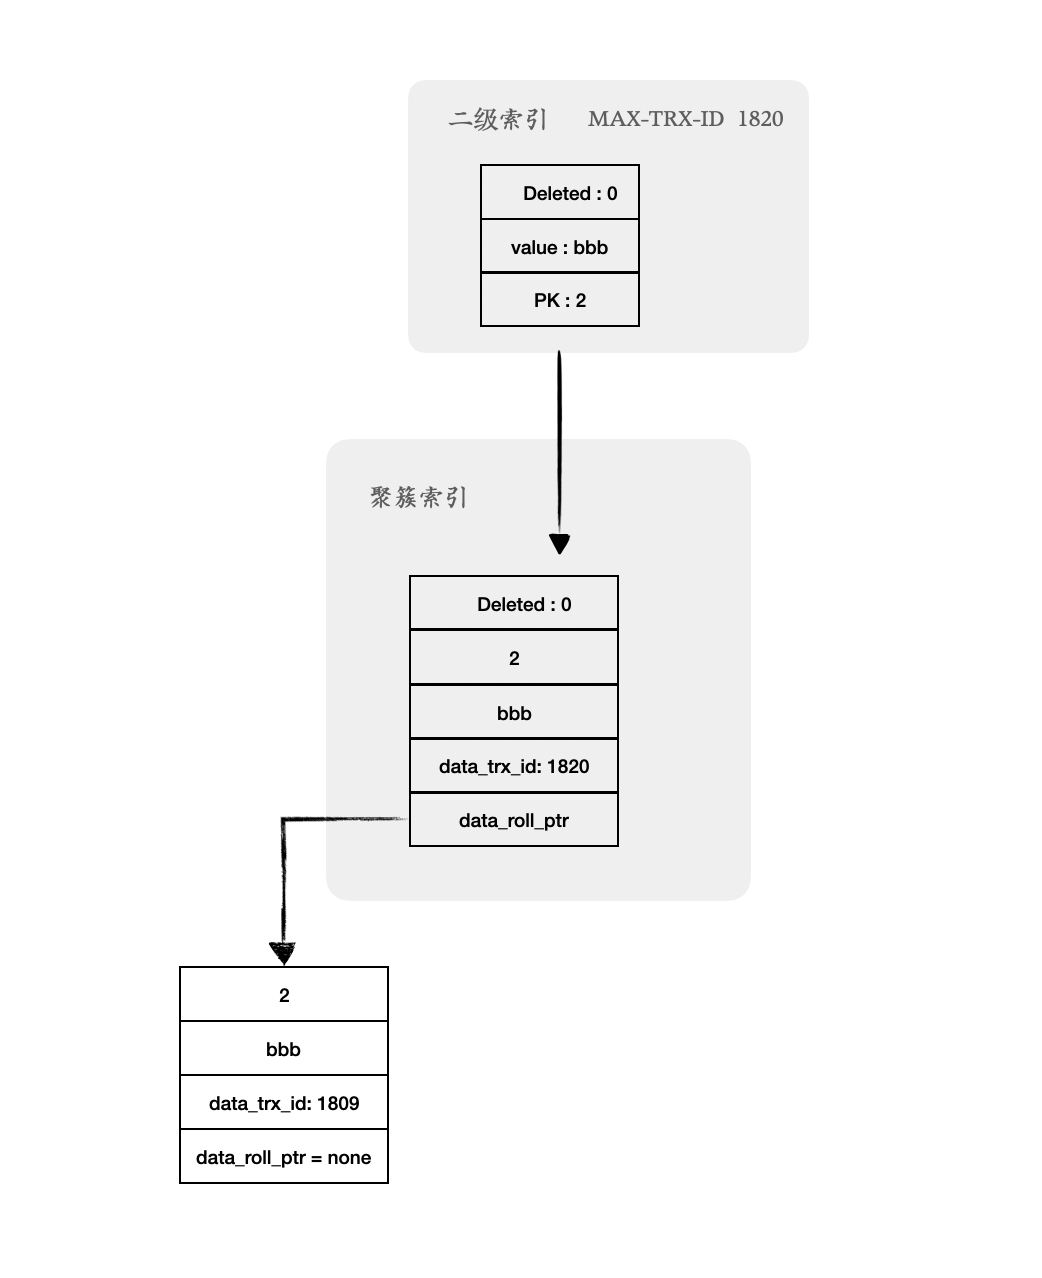 二级索引 MAX-TRX-ID 1820
Deleted : 0
value : bbb
PK : 2
聚簇索引
Deleted : 0
2
bbb
data_trx_id: 1820
data_roll_ptr
2
bbb
data_trx_id: 1809
data_roll_ptr = none